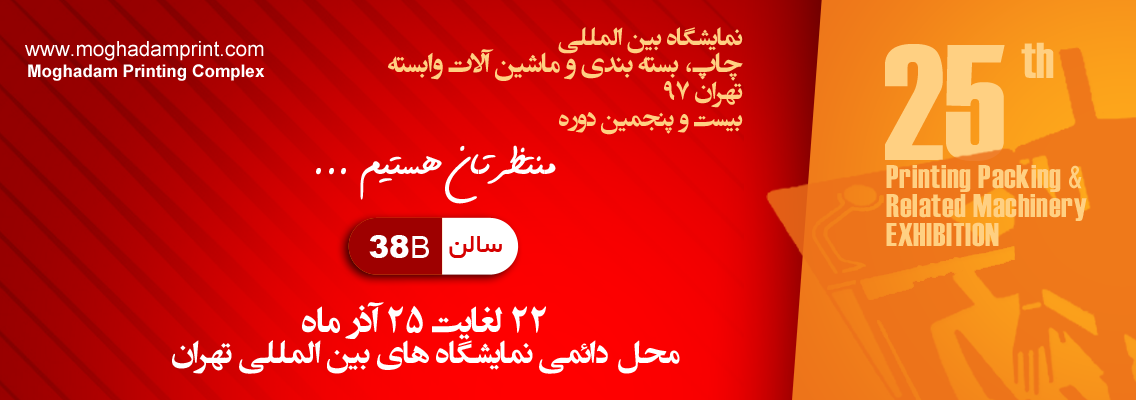 www.moghadamprint.com
Moghadam Printing Complex
نمایشگاه بین المللی
چاپ، بسته بندی و ماشین آلات وابسته
تهران ۹۷
بیست و پنجمین دوره
منتظرتان هستیم ...
سالن 38B
۲۲ لغایت ۲۵ آذر ماه
محل دائمی نمایشگاه های بین المللی تهران
25th
Printing Packing &
Related Machinery
EXHIBITION